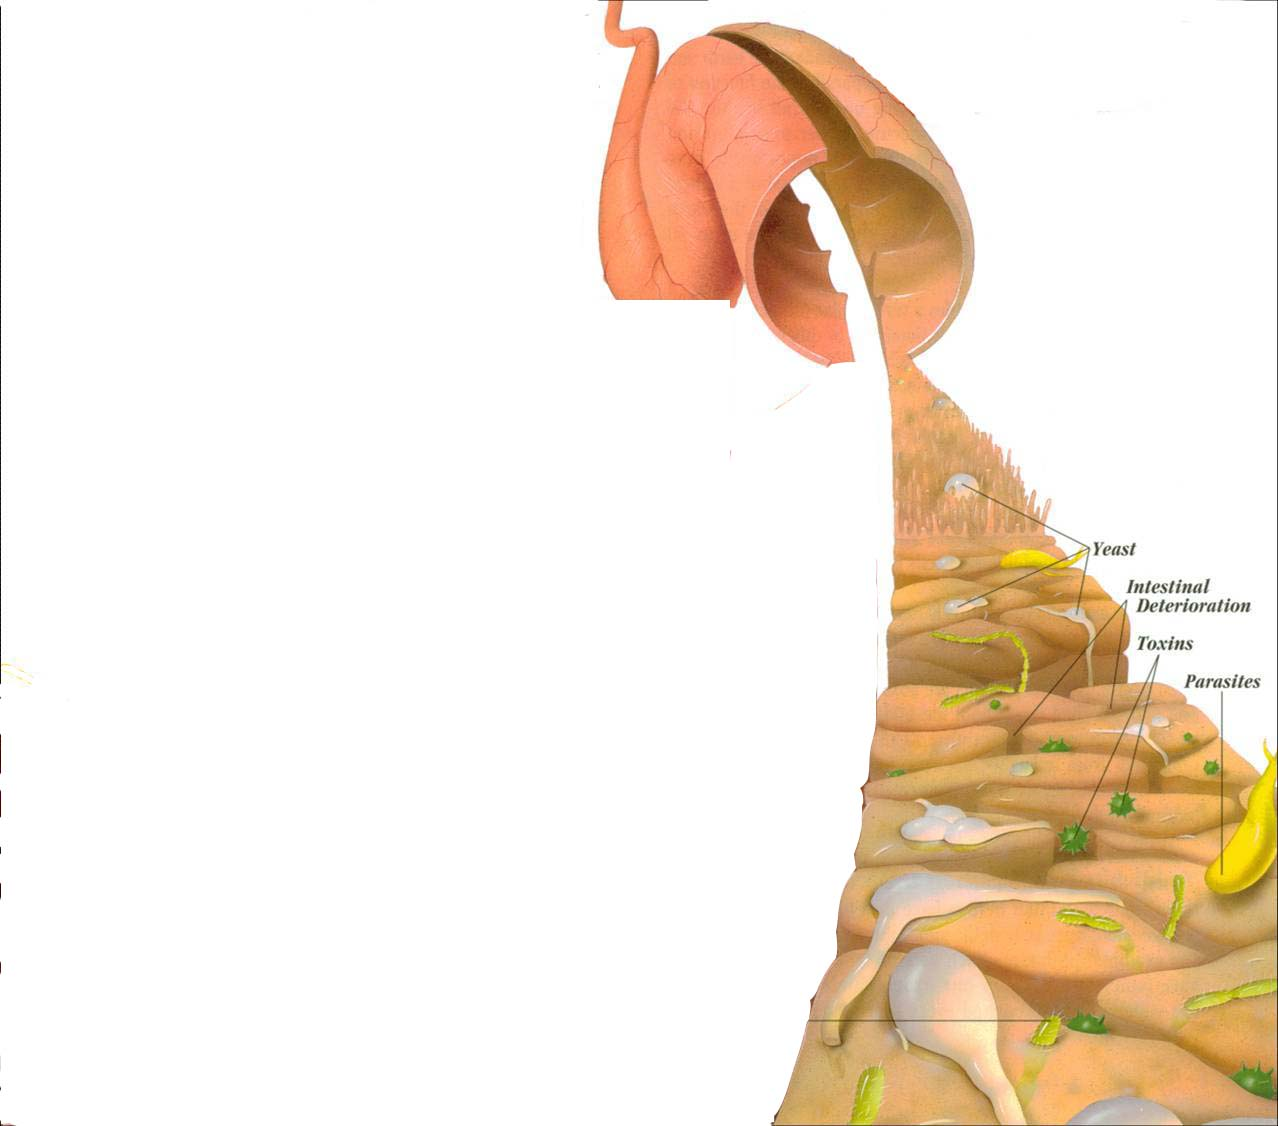 Yeast
Intestinal
Deterioration
Toxins
Parasites